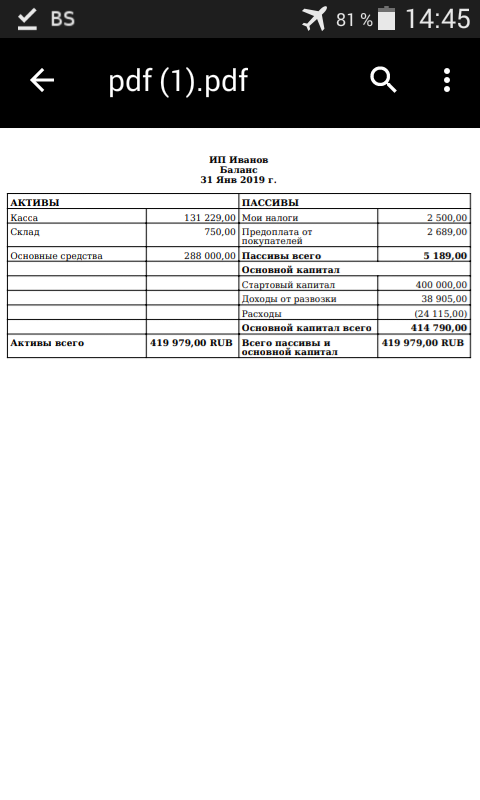 BS 81 % 14:45
pdf (1).pdf
ИП Иванов
Баланс
31 Янв 2019 г.
АКТИВЫ ПАССИВЫ
Касса 131 229,00 Мои налоги 2 500,00
Склад 750,00 Предоплата от 2 689,00
покупателей
Основные средства 288 000,00 Пассивы всего 5 189,00
Основной капитал
Стартовый капитал 400 000,00
Доходы от развозки 38 905,00
Расходы (24 115,00)
Основной капитал всего 414 790,00
Активы всего 419 979,00 RUB Всего пассивы и 419 979,00 RUB
основной капитал